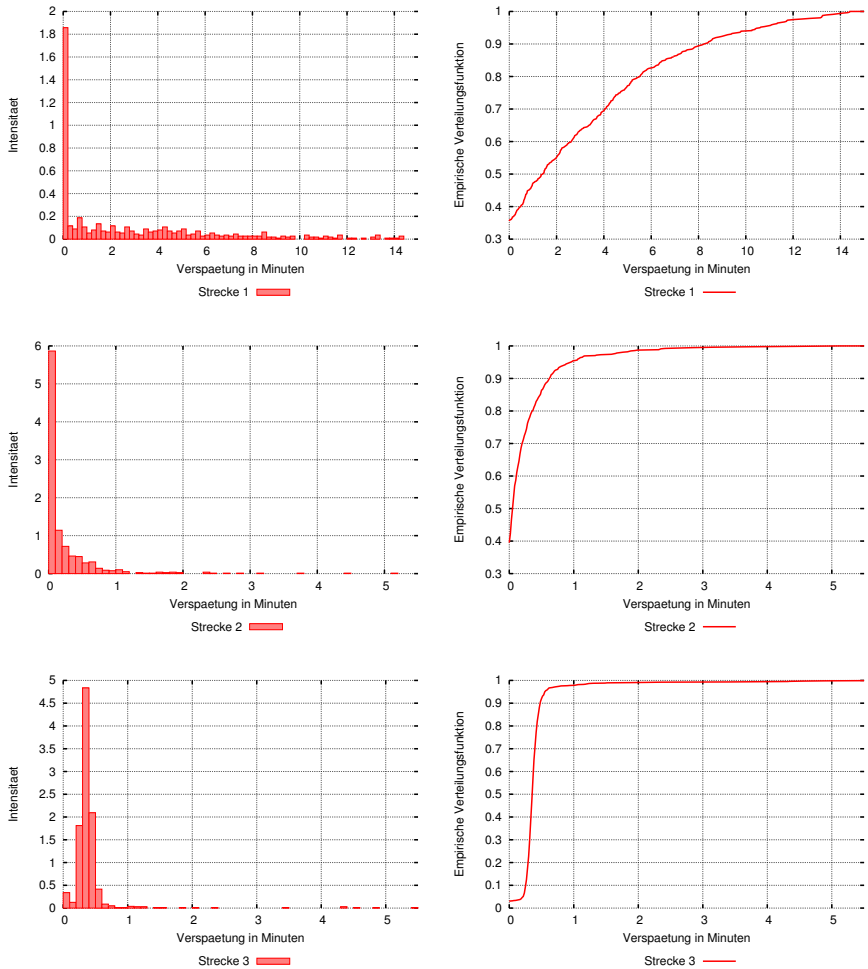 2
1.8
1.6
1.4
1.2
1
0.8
0.6
0.4
0.2
0
0 2 4 6 8 10 12 14
Intensitaet
Verspaetung in Minuten
Strecke 1
1
0.9
0.8
0.7
0.6
0.5
0.4
0.3
0 2 4 6 8 10 12 14
Empirische Verteilungsfunktion
Verspaetung in Minuten
Strecke 1
6
5
4
3
2
1
0
0 1 2 3 4 5
Intensitaet
Verspaetung in Minuten
Strecke 2
1
0.9
0.8
0.7
0.6
0.5
0.4
0.3
0 1 2 3 4 5
Empirische Verteilungsfunktion
Verspaetung in Minuten
Strecke 2
5
4.5
4
3.5
3
2.5
2
1.5
1
0.5
0
0 1 2 3 4 5
Intensitaet
Verspaetung in Minuten
Strecke 3
1
0.9
0.8
0.7
0.6
0.5
0.4
0.3
0.2
0.1
0
0 1 2 3 4 5
Empirische Verteilungsfunktion
Verspaetung in Minuten
Strecke 3